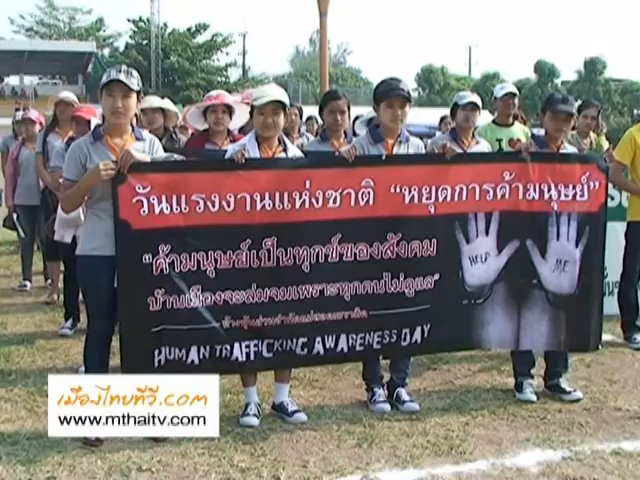 วันแรงงานแห่งชาติ "หยุดการค้ามนุษย์"
"ค้ามนุษย์เป็นทุกข์ของสังคม
บ้านเมืองจะล่มจมเพราะทุกคนไม่ดูแล"
HUMAN TRAFFICKING AWARENESS DAY
HELP
ME
เมืองไทยทีวี.com
www.mthaitv.com